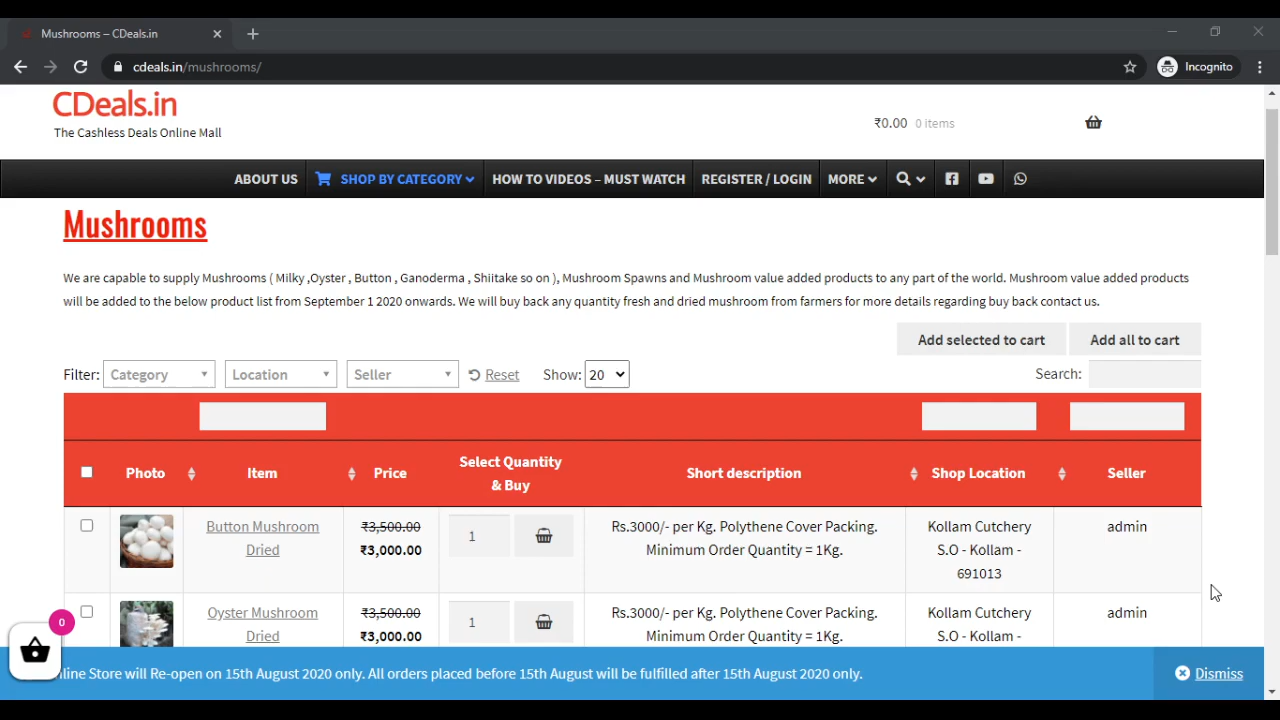 Mushrooms – CDeals.in
cdeals.in/mushrooms/
Incognito
CDeals.in
The Cashless Deals Online Mall
₹0.00 0 items
ABOUT US SHOP BY CATEGORY HOW TO VIDEOS – MUST WATCH REGISTER / LOGIN MORE
Mushrooms
We are capable to supply Mushrooms ( Milky ,Oyster , Button , Ganoderma , Shiitake so on ), Mushroom Spawns and Mushroom value added products to any part of the world. Mushroom value added products
will be added to the below product list from September 1 2020 onwards. We will buy back any quantity fresh and dried mushroom from farmers for more details regarding buy back contact us.
Add selected to cart Add all to cart
Filter: Category Location Seller Reset Show: 20 Search:
Photo Item Price Select Quantity & Buy Short description Shop Location Seller
Button Mushroom ₹3,500.00 1 Rs.3000/- per Kg. Polythene Cover Packing. Kollam Cutchery admin
Dried ₹3,000.00 Minimum Order Quantity = 1Kg. S.O - Kollam -
691013
Oyster Mushroom ₹3,500.00 1 Rs.3000/- per Kg. Polythene Cover Packing. Kollam Cutchery admin
Dried ₹3,000.00 Minimum Order Quantity = 1Kg. S.O - Kollam -
0
line Store will Re-open on 15th August 2020 only. All orders placed before 15th August will be fulfilled after 15th August 2020 only. Dismiss